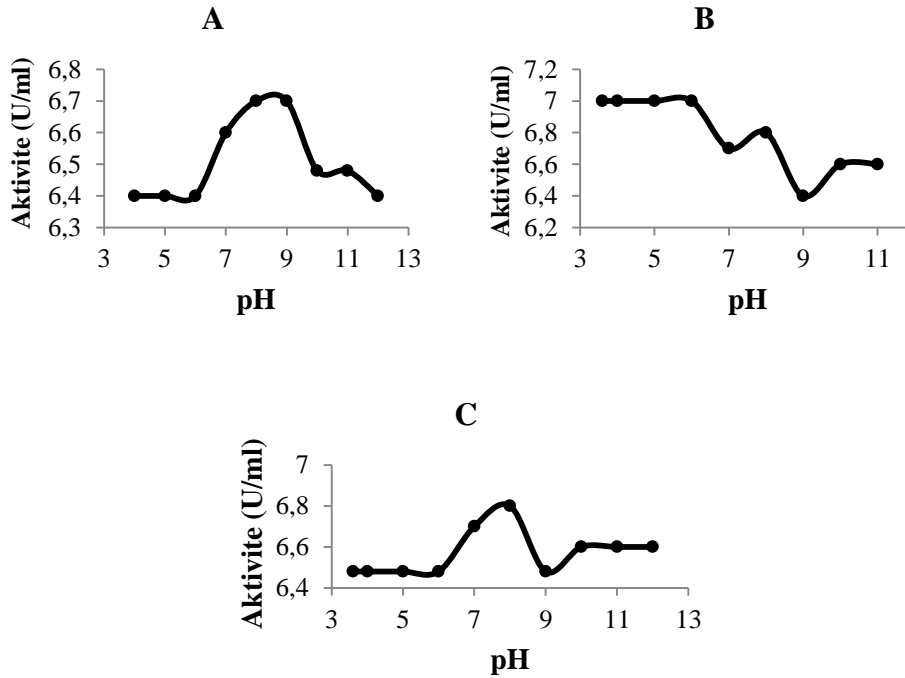 A
Aktivite (U/ml)
6,8
6,7
6,6
6,5
6,4
6,3
3 5 7 9 11 13
pH
B
Aktivite (U/ml)
7,2
7
6,8
6,6
6,4
6,2
3 5 7 9 11
pH
C
Aktivite (U/ml)
7
6,8
6,6
6,4
3 5 7 9 11 13
pH